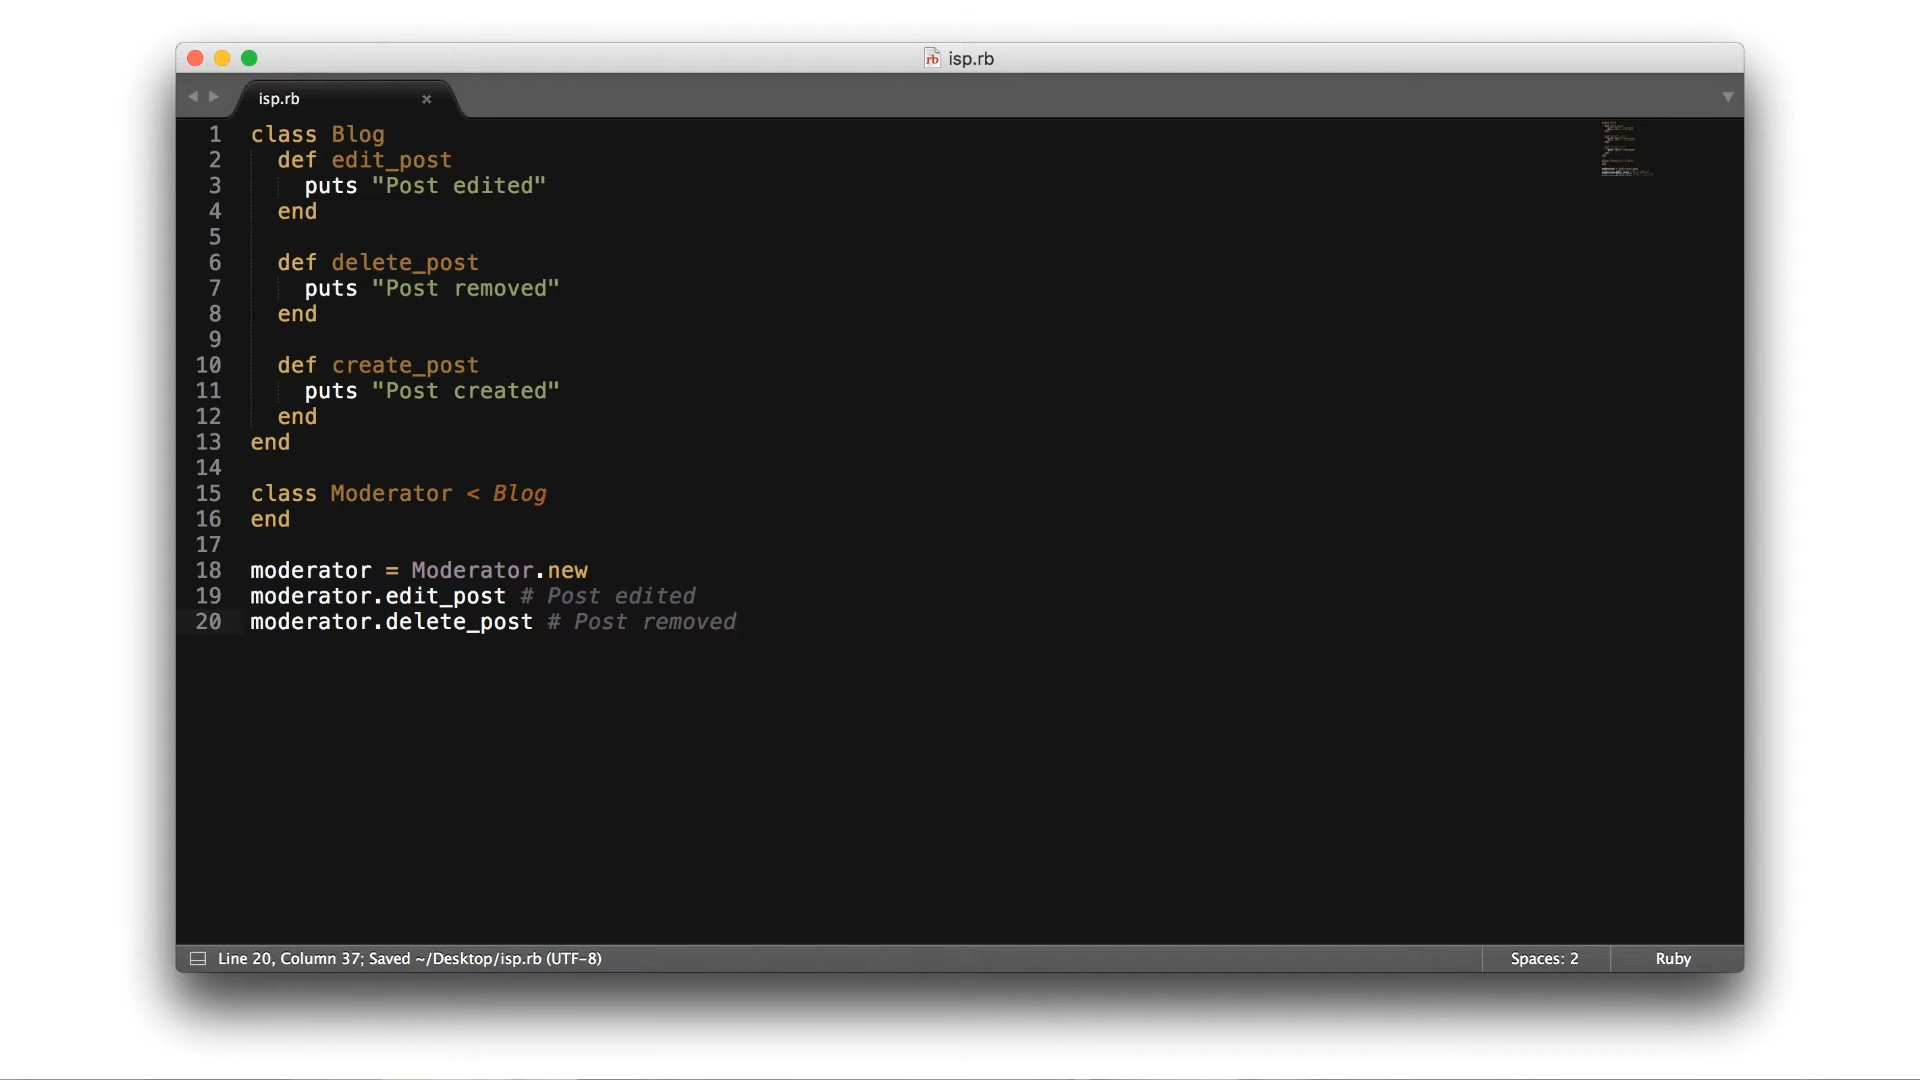 isp.rb
isp.rb ×
1 class Blog
2   def edit_post
3     puts "Post edited"
4   end
5
6   def delete_post
7     puts "Post removed"
8   end
9
10   def create_post
11     puts "Post created"
12   end
13 end
14
15 class Moderator < Blog
16 end
17
18 moderator = Moderator.new
19 moderator.edit_post # Post edited
20 moderator.delete_post # Post removed
Line 20, Column 37; Saved ~/Desktop/isp.rb (UTF-8) Spaces: 2 Ruby